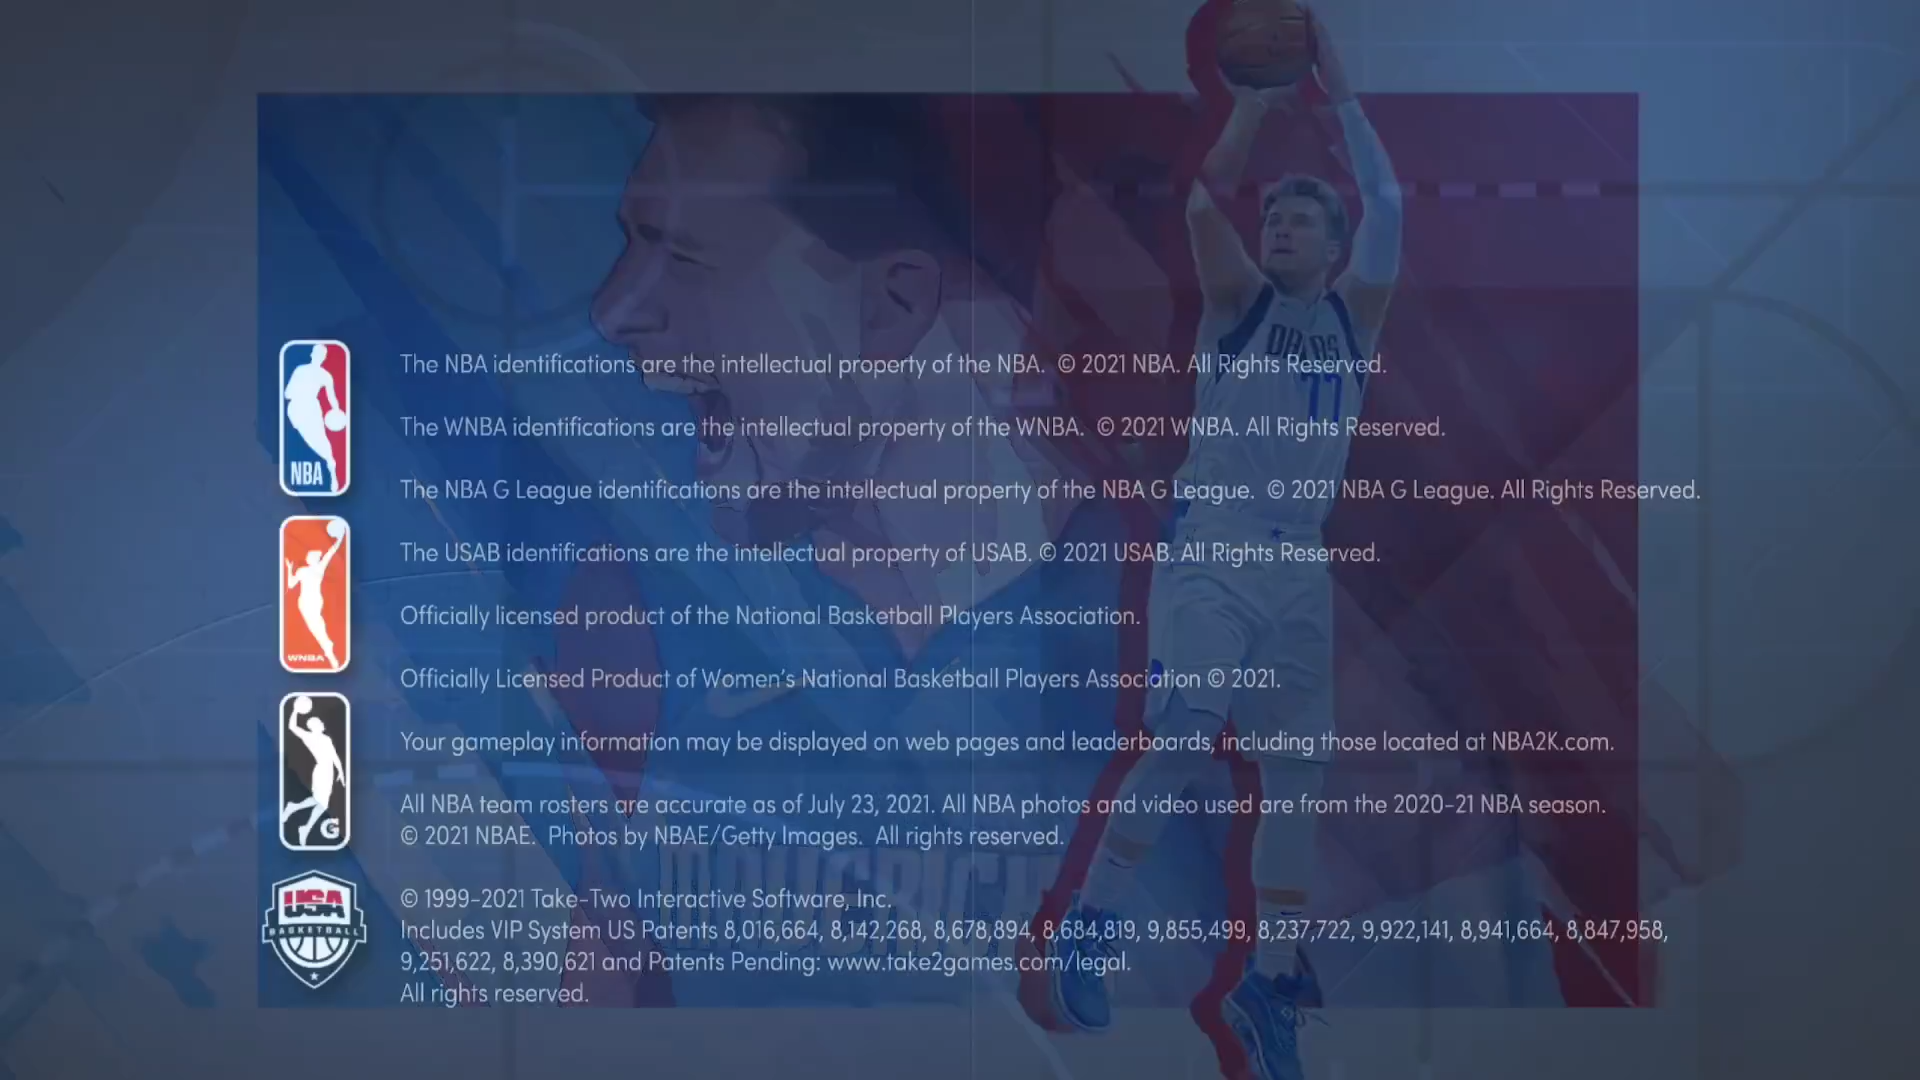 The NBA identifications are the intellectual property of the NBA. © 2021 NBA. All Rights Reserved.
The WNBA identifications are the intellectual property of the WNBA. © 2021 WNBA. All Rights Reserved.
The NBA G League identifications are the intellectual property of the NBA G League. © 2021 NBA G League. All Rights Reserved.
The USAB identifications are the intellectual property of USAB. © 2021 USAB. All Rights Reserved.
Officially licensed product of the National Basketball Players Association.
Officially Licensed Product of Women's National Basketball Players Association © 2021.
Your gameplay information may be displayed on web pages and leaderboards, including those located at NBA2K.com.
All NBA team rosters are accurate as of July 23, 2021. All NBA photos and video used are from the 2020-21 NBA season.
© 2021 NBAE. Photos by NBAE/Getty Images. All rights reserved.
© 1999-2021 Take-Two Interactive Software, Inc.
Includes VIP System US Patents 8,016,664, 8,142,268, 8,678,894, 8,684,819, 9,855,499, 8,237,722, 9,922,141, 8,941,664, 8,847,958,
9,251,622, 8,390,621 and Patents Pending: www.take2games.com/legal.
All rights reserved.
NBA
WNBA
G
USA
BASKETBALL
77